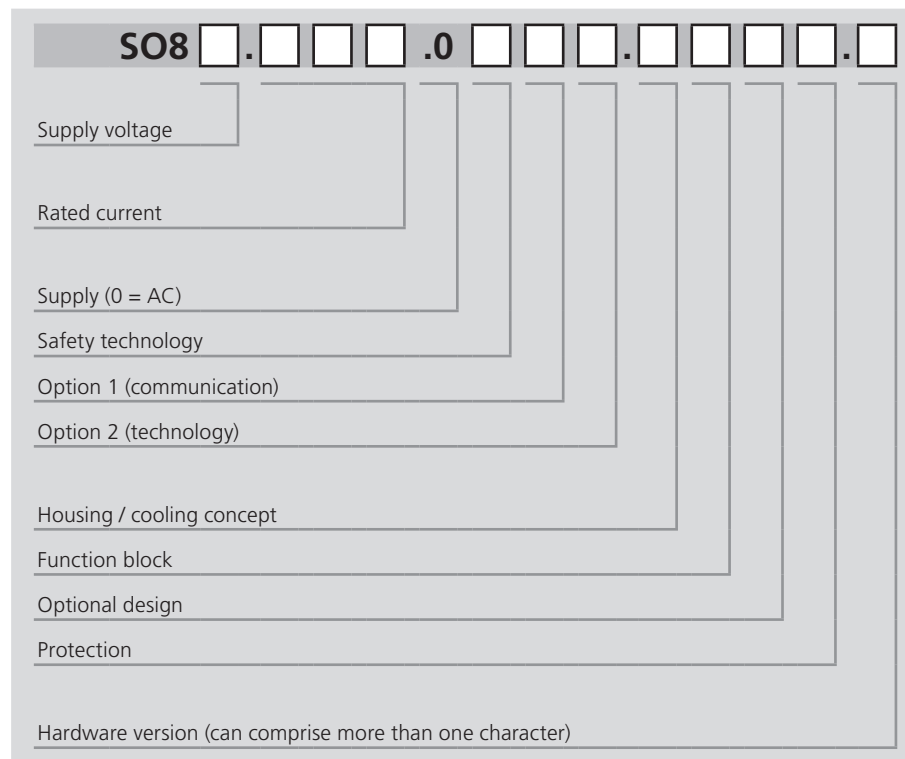 SO8 . .0 . .
Supply voltage
Rated current
Supply (0 = AC)
Safety technology
Option 1 (communication)
Option 2 (technology)
Housing / cooling concept
Function block
Optional design
Protection
Hardware version (can comprise more than one character)